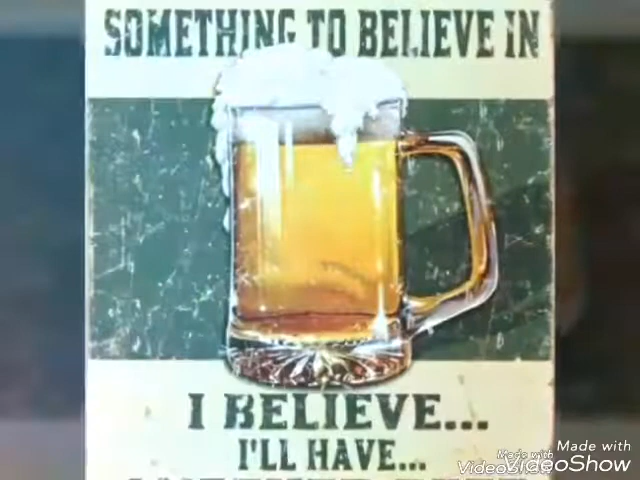 SOMETHING TO BELIEVE IN
I BELIEVE...
I'LL HAVE...
Made with
VideoShow